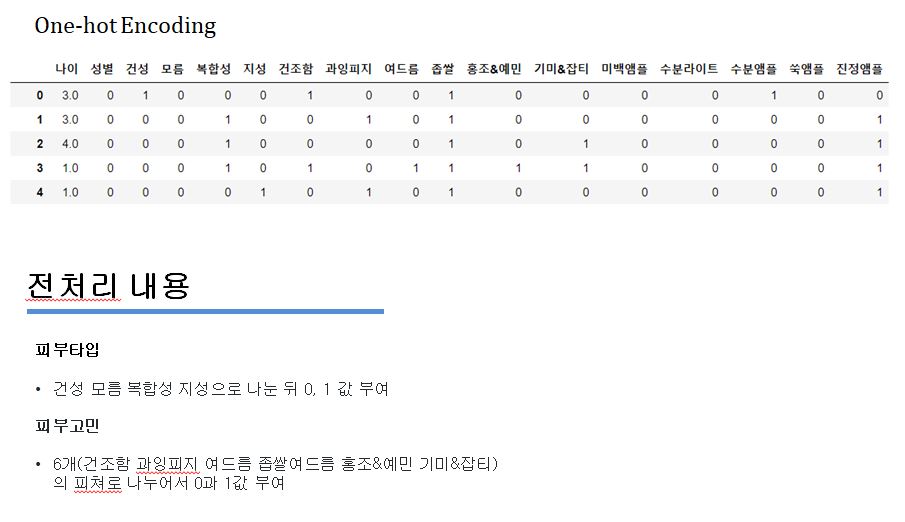 One-hot Encoding
나이 성별 건성 모름 복합성 지성 건조함 과잉피지 여드름 좁쌀 홍조&예민 기미&잡티 미백앰플 수분라이트 수분앰플 쑥앰플 진정앰플
0 3.0 0 1 0 0 0 1 0 0 1 0 0 0 0 1 0 0
1 3.0 0 0 0 1 0 0 1 0 1 0 0 0 0 0 0 1
2 4.0 0 0 0 1 0 0 0 0 1 0 1 0 0 0 0 1
3 1.0 0 0 0 1 0 1 0 1 1 1 1 0 0 0 0 1
4 1.0 0 0 0 0 1 0 1 0 1 0 0 0 0 0 0 1
전처리 내용
피부타입
• 건성 모름 복합성 지성으로 나눈 뒤 0, 1 값 부여
피부고민
• 6개(건조함 과잉피지 여드름 좁쌀여드름 홍조&예민 기미&잡티)
의 피쳐로 나누어서 0과 1값 부여